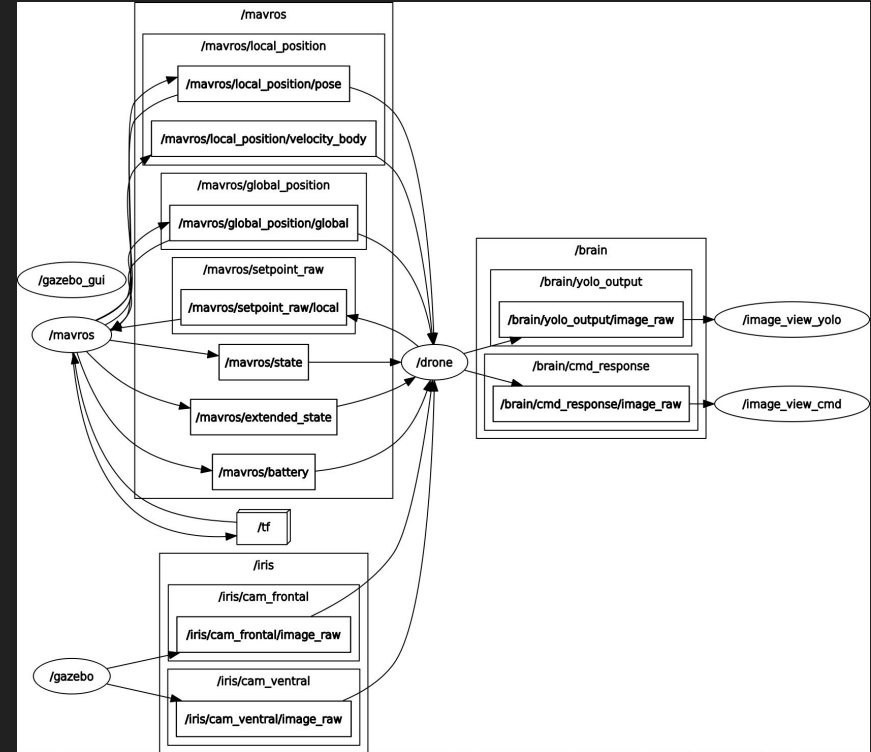 /mavros
/mavros/local_position
/mavros/local_position/pose
/mavros/local_position/velocity_body
/mavros/global_position
/mavros/global_position/global
/gazebo_gui
/mavros/setpoint_raw
/mavros/setpoint_raw/local
/mavros
/mavros/state
/drone
/mavros/extended_state
/mavros/battery
/tf
/brain
/brain/yolo_output
/brain/yolo_output/image_raw
/image_view_yolo
/brain/cmd_response
/brain/cmd_response/image_raw
/image_view_cmd
/iris
/iris/cam_frontal
/iris/cam_frontal/image_raw
/gazebo
/iris/cam_ventral
/iris/cam_ventral/image_raw